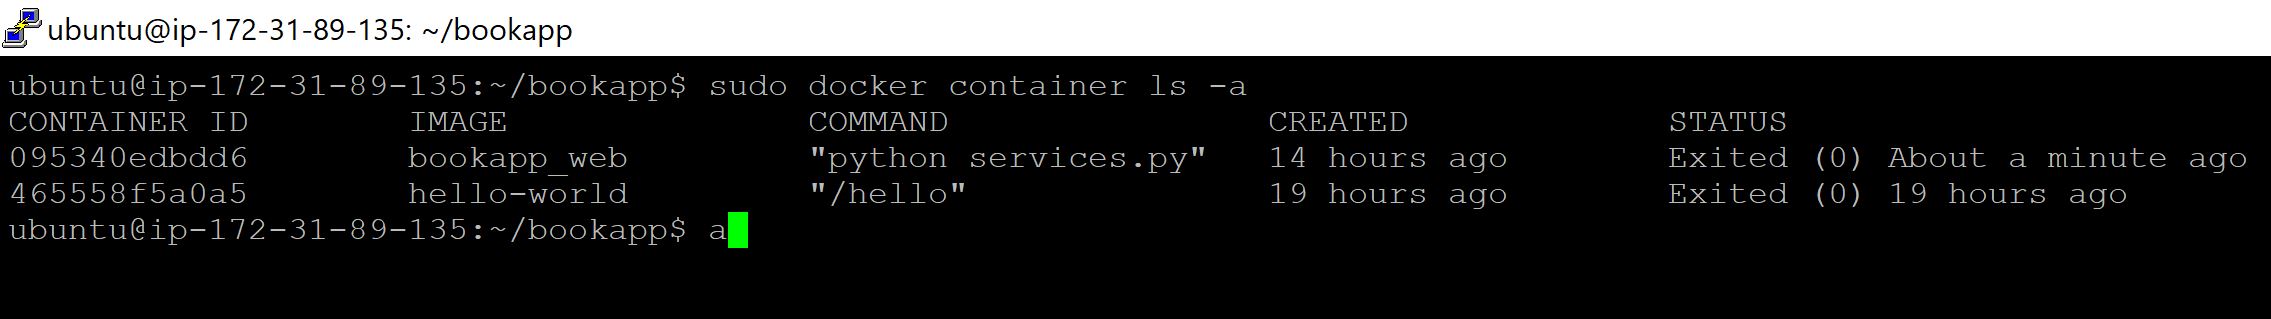 ubuntu@ip-172-31-89-135: ~/bookapp
ubuntu@ip-172-31-89-135:~/bookapp$ sudo docker container ls -a
CONTAINER ID        IMAGE               COMMAND                CREATED             STATUS
095340edbdd6        bookapp_web         "python services.py"   14 hours ago        Exited (0) About a minute ago
465558f5a0a5        hello-world         "/hello"               19 hours ago        Exited (0) 19 hours ago
ubuntu@ip-172-31-89-135:~/bookapp$ a